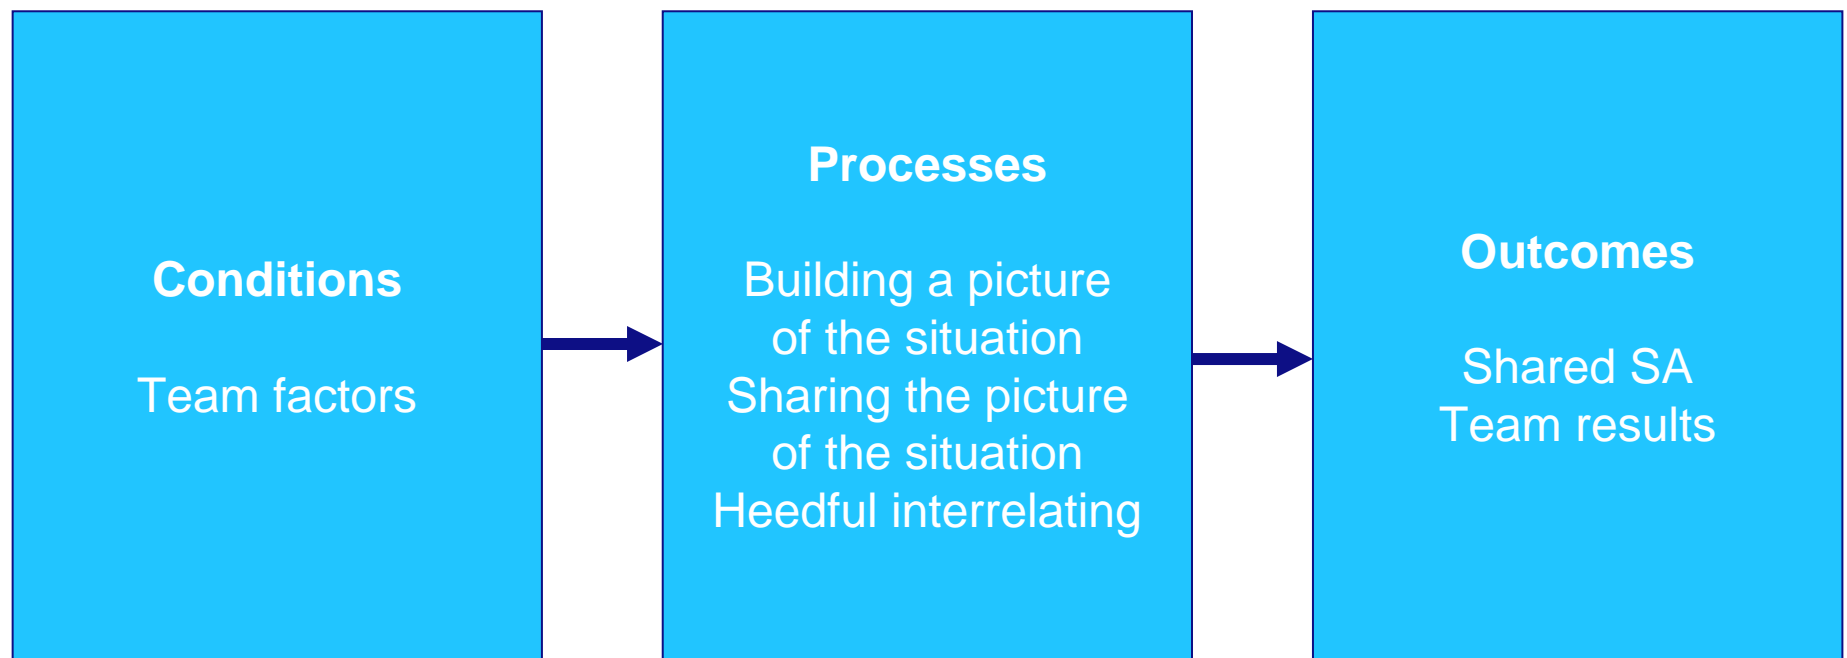 Conditions
Team factors
Processes
Building a picture
of the situation
Sharing the picture
of the situation
Heedful interrelating
Outcomes
Shared SA
Team results